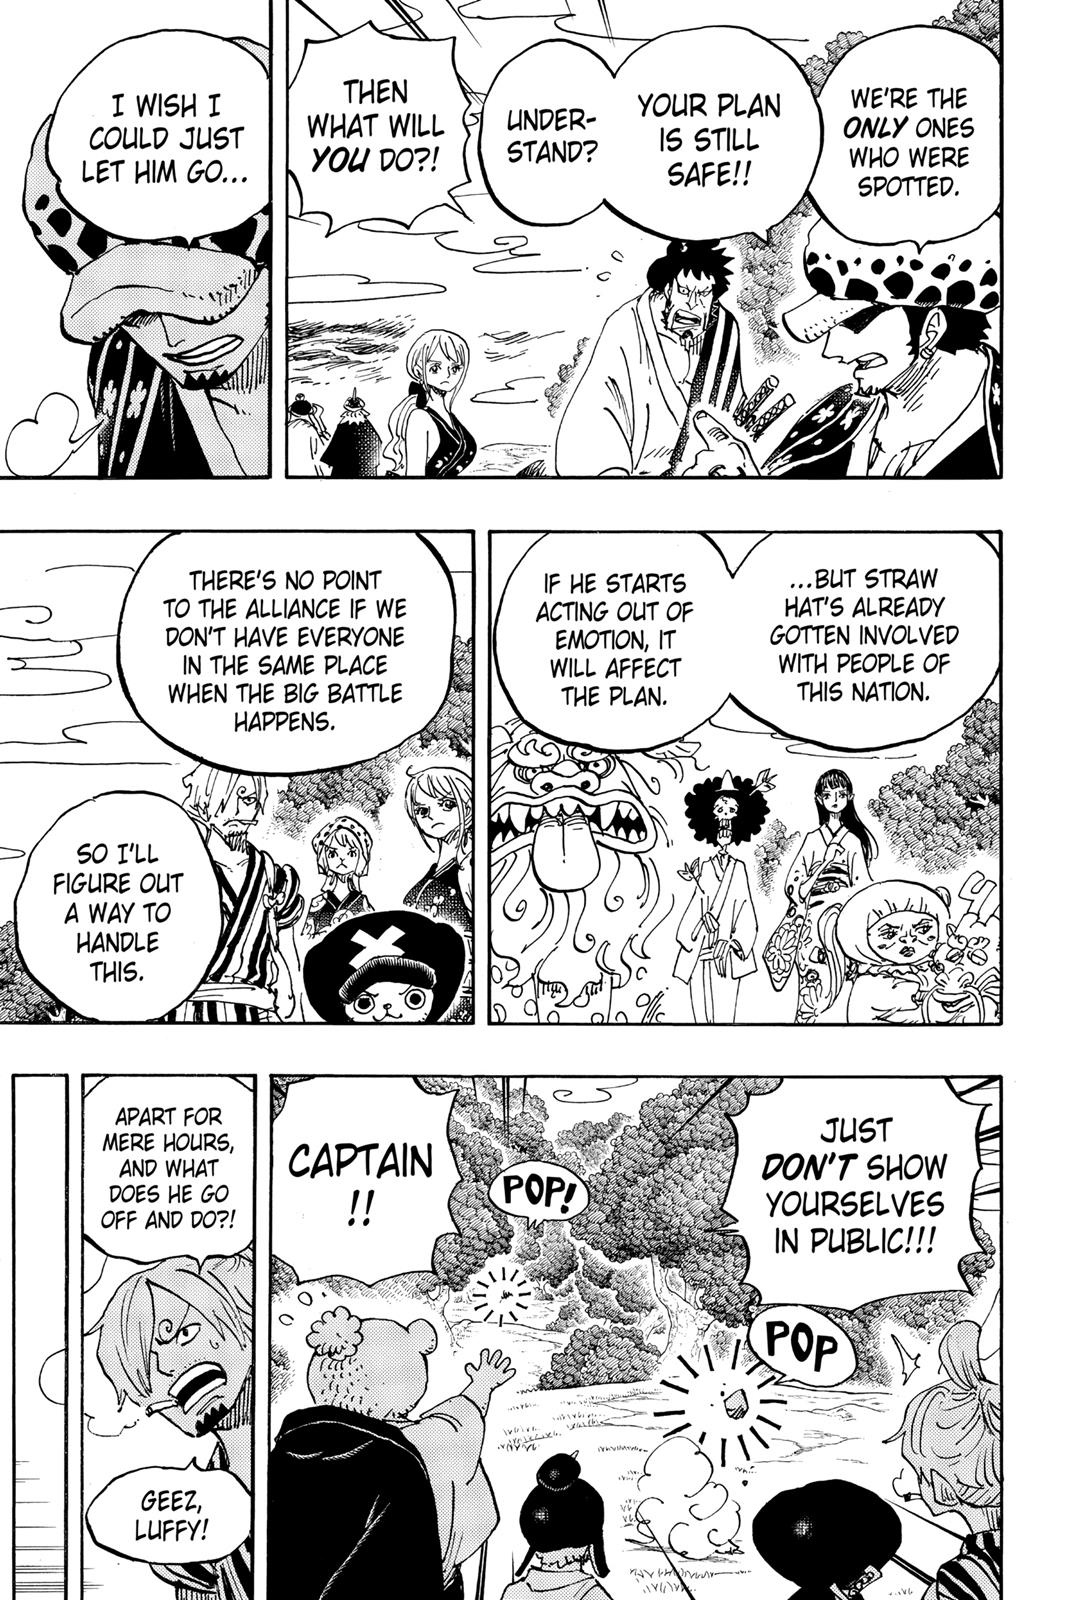 WE'RE THE
ONLY ONES
WHO WERE
SPOTTED.
YOUR PLAN
IS STILL
SAFE!!
UNDER-
STAND?
THEN
WHAT WILL
YOU DO?!
I WISH I
COULD JUST
LET HIM GO...
...BUT STRAW
HAT'S ALREADY
GOTTEN INVOLVED
WITH PEOPLE OF
THIS NATION.
IF HE STARTS
ACTING OUT OF
EMOTION, IT
WILL AFFECT
THE PLAN.
THERE'S NO POINT
TO THE ALLIANCE IF WE
DON'T HAVE EVERYONE
IN THE SAME PLACE
WHEN THE BIG BATTLE
HAPPENS.
SO I'LL
FIGURE OUT
A WAY TO
HANDLE
THIS.
JUST
DON'T SHOW
YOURSELVES
IN PUBLIC!!!
POP
POP!
CAPTAIN
!!
APART FOR
MERE HOURS,
AND WHAT
DOES HE GO
OFF AND DO?!
GEEZ,
LUFFY!